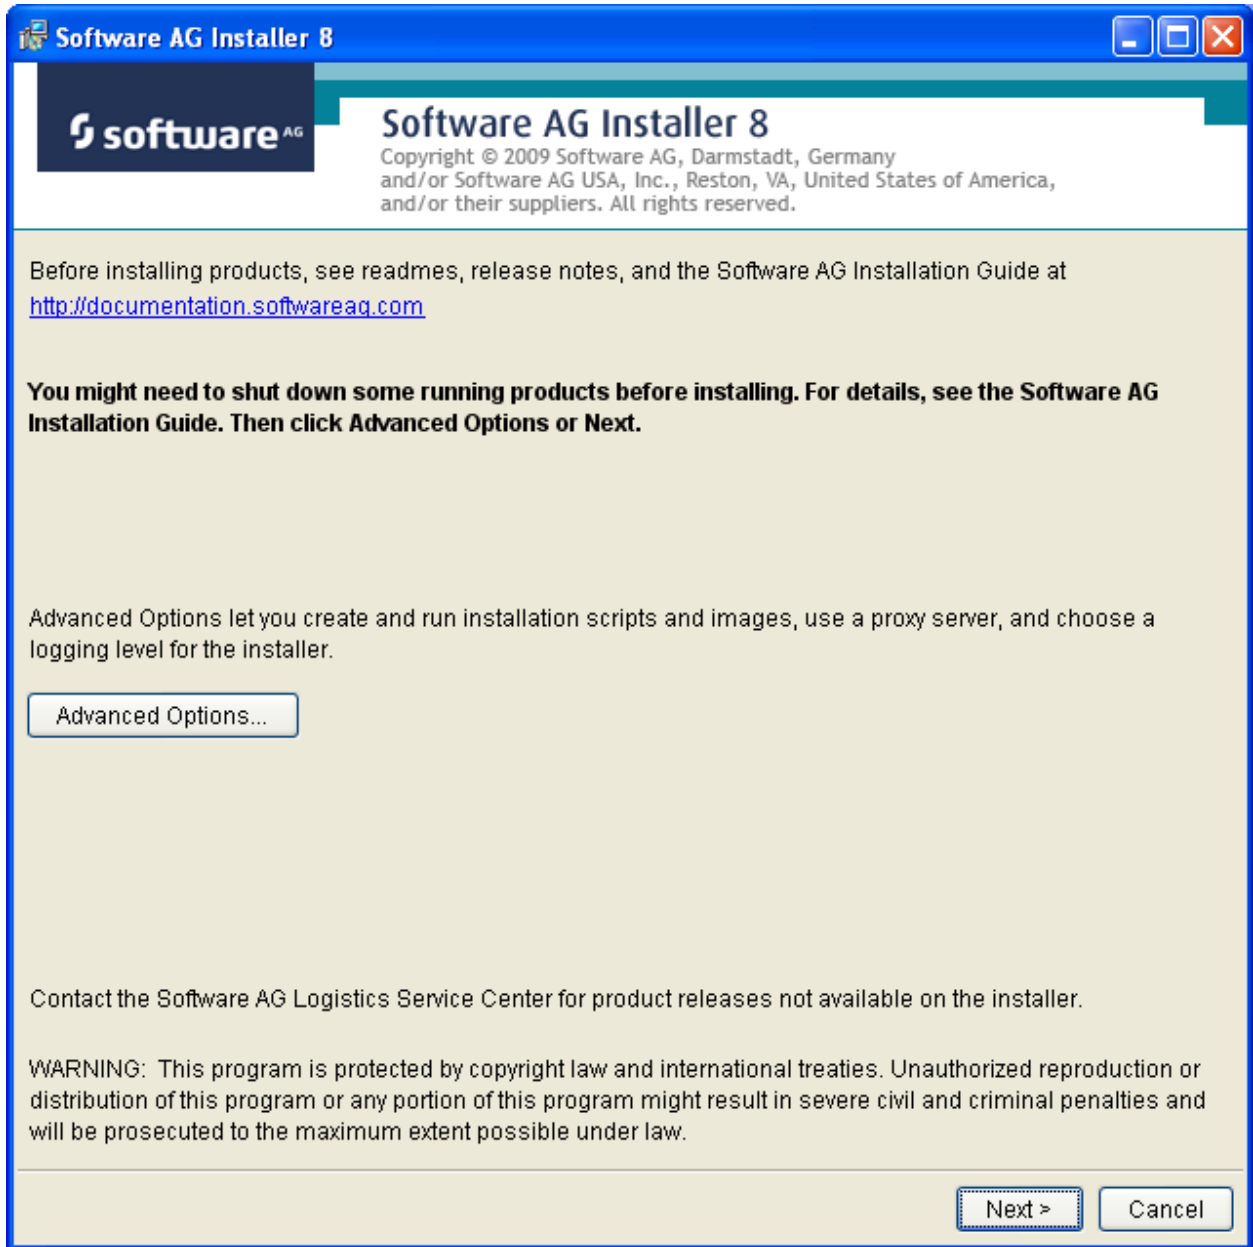 Software AG Installer 8
software AG
Software AG Installer 8
Copyright © 2009 Software AG, Darmstadt, Germany
and/or Software AG USA, Inc., Reston, VA, United States of America,
and/or their suppliers. All rights reserved.
Before installing products, see readmes, release notes, and the Software AG Installation Guide at
http://documentation.softwareag.com
You might need to shut down some running products before installing. For details, see the Software AG
Installation Guide. Then click Advanced Options or Next.
Advanced Options let you create and run installation scripts and images, use a proxy server, and choose a
logging level for the installer.
Advanced Options...
Contact the Software AG Logistics Service Center for product releases not available on the installer.
WARNING: This program is protected by copyright law and international treaties. Unauthorized reproduction or
distribution of this program or any portion of this program might result in severe civil and criminal penalties and
will be prosecuted to the maximum extent possible under law.
Next >
Cancel